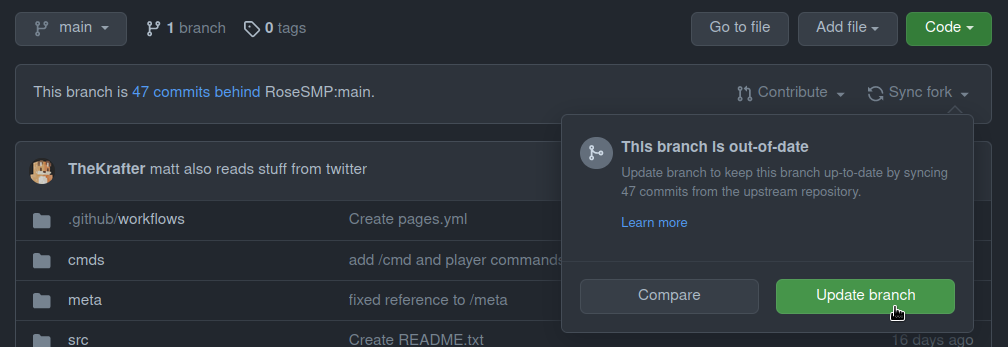 main
1 branch
0 tags
Go to file
Add file
Code
This branch is 47 commits behind RoseSMP:main.
Contribute
Sync fork
This branch is out-of-date
Update branch to keep this branch up-to-date by syncing
47 commits from the upstream repository.
Learn more
Compare
Update branch
TheKrafter matt also reads stuff from twitter
.github/workflows Create pages.yml
cmds add /cmd and player commands
meta fixed reference to /meta
src Create README.txt 16 days ago